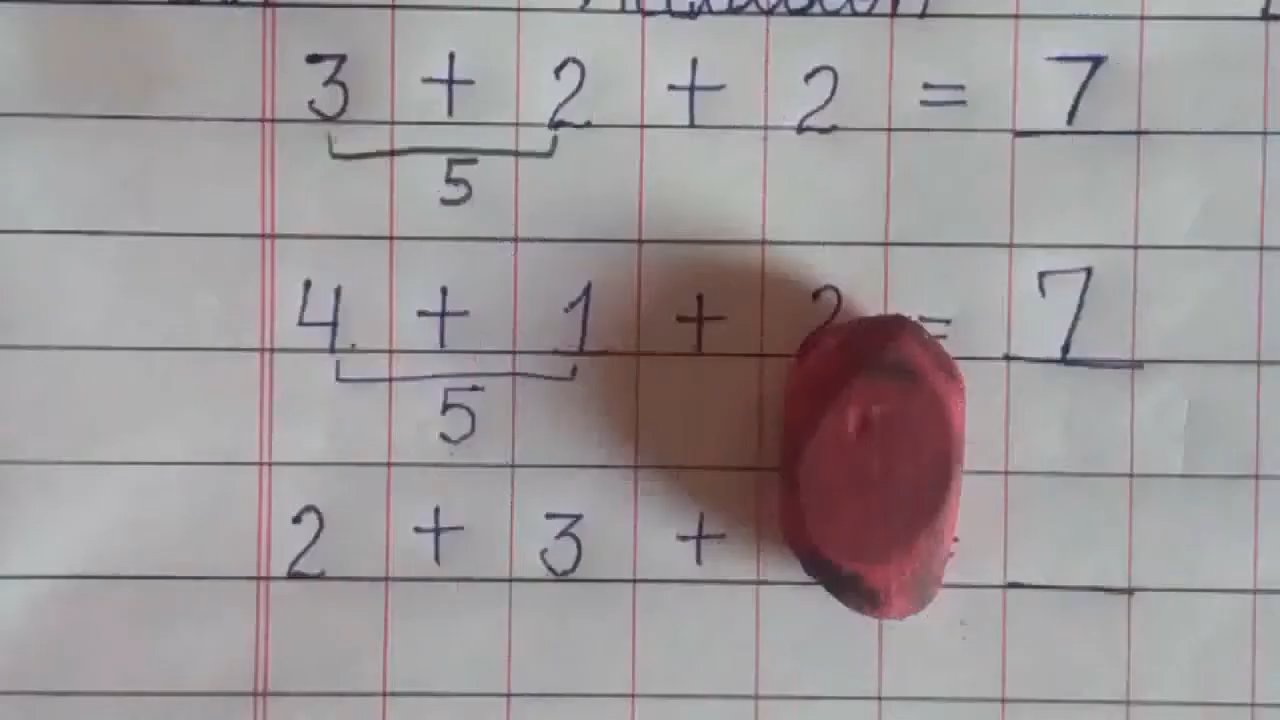 3 + 2 + 2 = 7
5
4 + 1 + 2 = 7
5
2 + 3 +